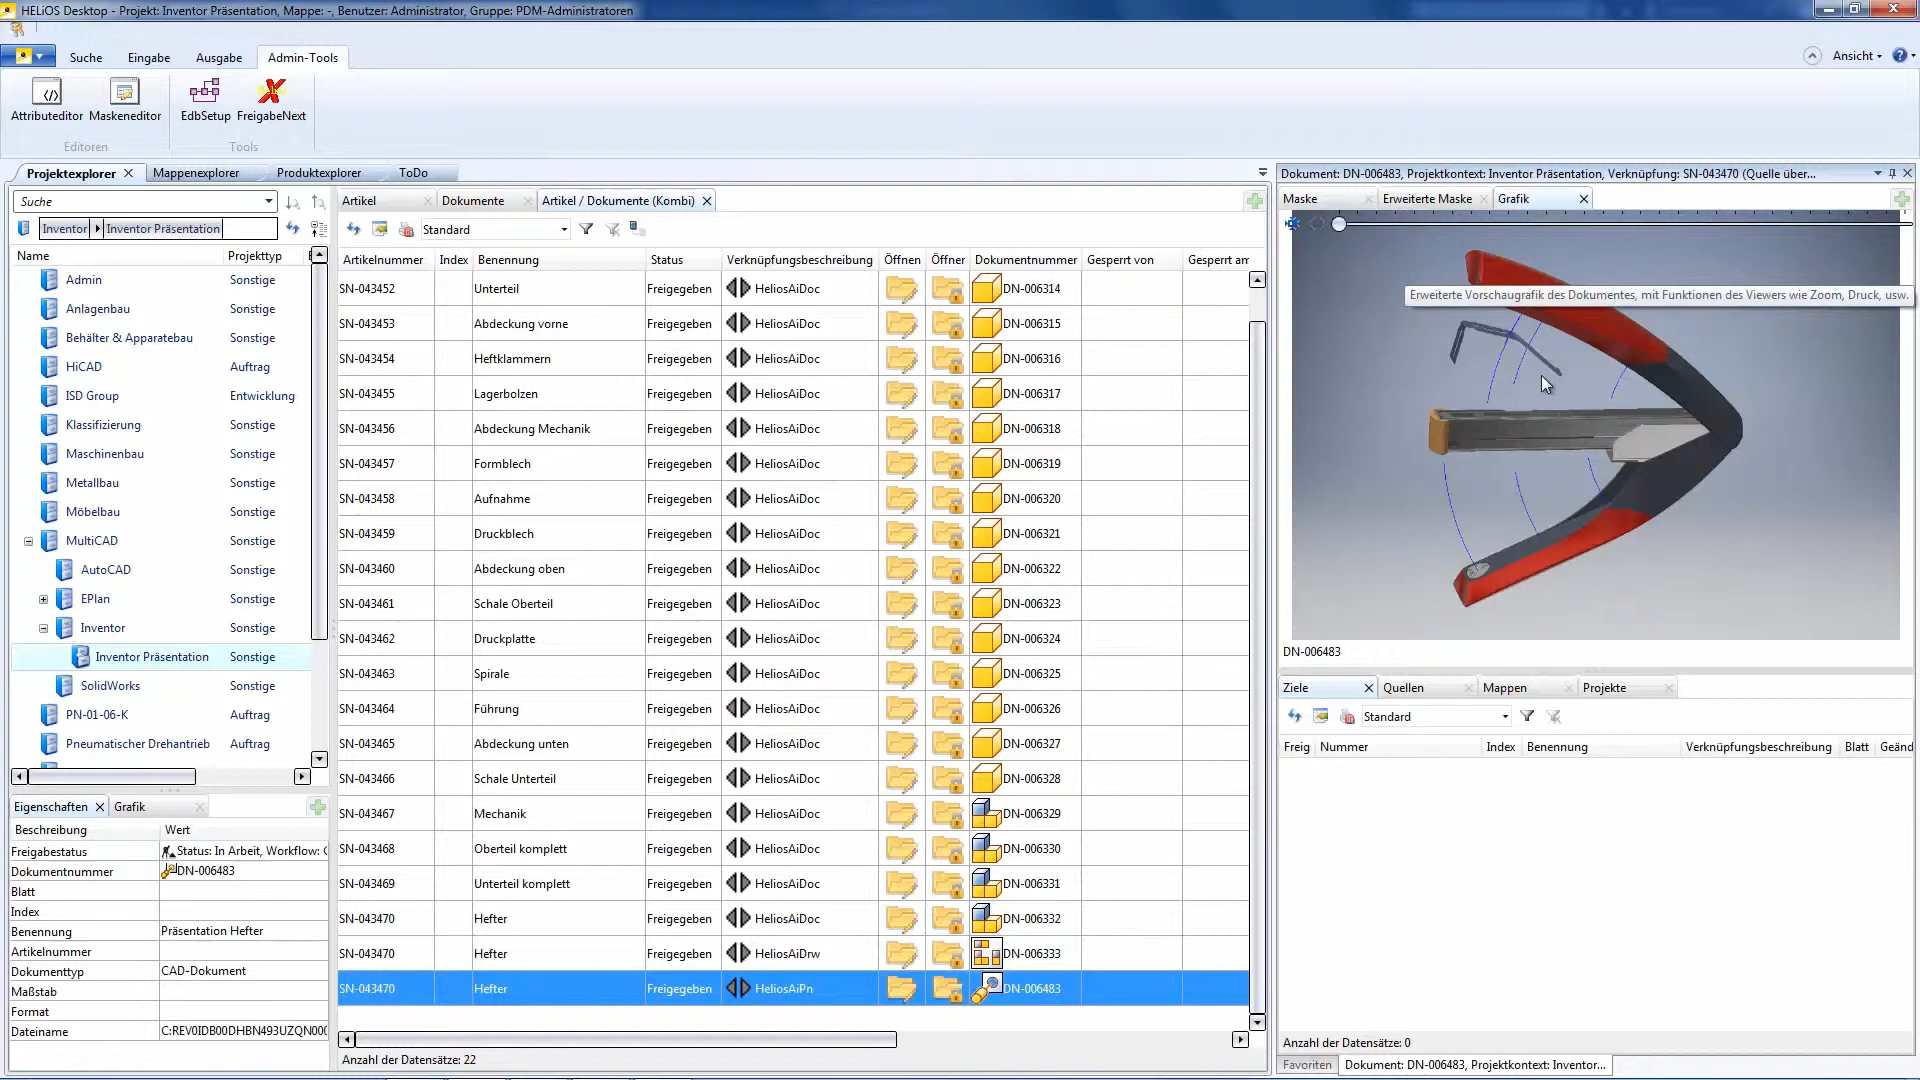 HELiOS Desktop - Projekt: Inventor Präsentation, Mappe: -, Benutzer: Administrator, Gruppe: PDM-Administratoren
Suche Eingabe Ausgabe Admin-Tools Ansicht
Attributeditor Maskeneditor EdbSetup FreigabeNext
Editoren Tools
Projektexplorer Mappenexplorer Produktexplorer ToDo
Suche
Inventor Inventor Präsentation
Name Projekttyp
Admin Sonstige
Anlagenbau Sonstige
Behälter & Apparatebau Sonstige
HiCAD Auftrag
ISD Group Entwicklung
Klassifizierung Sonstige
Maschinenbau Sonstige
Metallbau Sonstige
Möbelbau Sonstige
MultiCAD Sonstige
AutoCAD Sonstige
EPlan Sonstige
Inventor Sonstige
Inventor Präsentation Sonstige
SolidWorks Sonstige
PN-01-06-K Auftrag
Pneumatischer Drehantrieb Auftrag
Eigenschaften Grafik
Beschreibung Wert
Freigabestatus Status: In Arbeit, Workflow:
Dokumentnummer DN-006483
Blatt
Index
Benennung Präsentation Hefter
Artikelnummer
Dokumenttyp CAD-Dokument
Maßstab
Format
Dateiname C:REV0IDB00DHBN493UZQN00
Artikel Dokumente Artikel / Dokumente (Kombi)
Standard
Artikelnummer Index Benennung Status Verknüpfungsbeschreibung Öffnen Öffner Dokumentnummer Gesperrt von Gesperrt am
SN-043452 Unterteil Freigegeben HeliosAiDoc DN-006314
SN-043453 Abdeckung vorne Freigegeben HeliosAiDoc DN-006315
SN-043454 Heftklammern Freigegeben HeliosAiDoc DN-006316
SN-043455 Lagerbolzen Freigegeben HeliosAiDoc DN-006317
SN-043456 Abdeckung Mechanik Freigegeben HeliosAiDoc DN-006318
SN-043457 Formblech Freigegeben HeliosAiDoc DN-006319
SN-043458 Aufnahme Freigegeben HeliosAiDoc DN-006320
SN-043459 Druckblech Freigegeben HeliosAiDoc DN-006321
SN-043460 Abdeckung oben Freigegeben HeliosAiDoc DN-006322
SN-043461 Schale Oberteil Freigegeben HeliosAiDoc DN-006323
SN-043462 Druckplatte Freigegeben HeliosAiDoc DN-006324
SN-043463 Spirale Freigegeben HeliosAiDoc DN-006325
SN-043464 Führung Freigegeben HeliosAiDoc DN-006326
SN-043465 Abdeckung unten Freigegeben HeliosAiDoc DN-006327
SN-043466 Schale Unterteil Freigegeben HeliosAiDoc DN-006328
SN-043467 Mechanik Freigegeben HeliosAiDoc DN-006329
SN-043468 Oberteil komplett Freigegeben HeliosAiDoc DN-006330
SN-043469 Unterteil komplett Freigegeben HeliosAiDoc DN-006331
SN-043470 Hefter Freigegeben HeliosAiDoc DN-006332
SN-043470 Hefter Freigegeben HeliosAiDrw DN-006333
SN-043470 Hefter Freigegeben HeliosAiPn DN-006483
Anzahl der Datensätze: 22
Dokument: DN-006483, Projektkontext: Inventor Präsentation, Verknüpfung: SN-043470 (Quelle über...
Maske Erweiterte Maske Grafik
Erweiterte Vorschaugrafik des Dokumentes, mit Funktionen des Viewers wie Zoom, Druck, usw.
DN-006483
Ziele Quellen Mappen Projekte
Standard
Freig Nummer Index Benennung Verknüpfungsbeschreibung Blatt Geänd
Anzahl der Datensätze: 0
Favoriten Dokument: DN-006483, Projektkontext: Inventor...